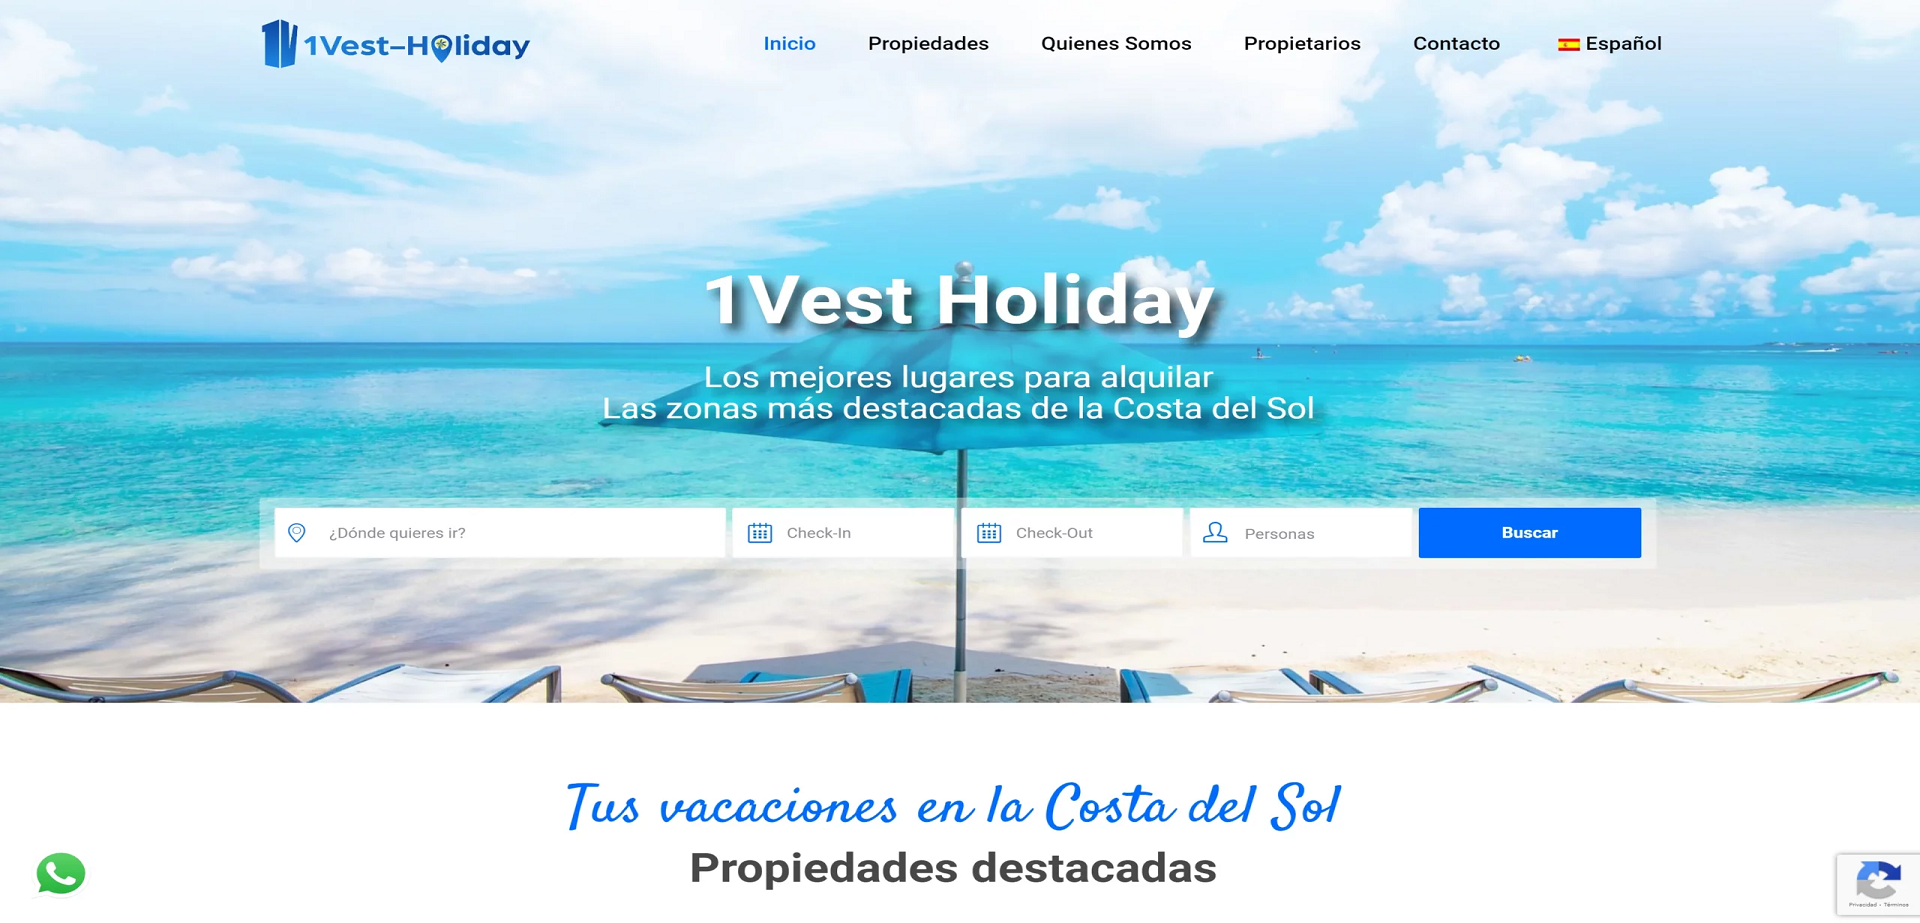 1Vest-Holiday
Inicio
Propiedades
Quienes Somos
Propietarios
Contacto
Español
1Vest Holiday
Los mejores lugares para alquilar
Las zonas más destacadas de la Costa del Sol
¿Dónde quieres ir?
Check-In
Check-Out
Personas
Buscar
Tus vacaciones en la Costa del Sol
Propiedades destacadas
Privacidad - Términos